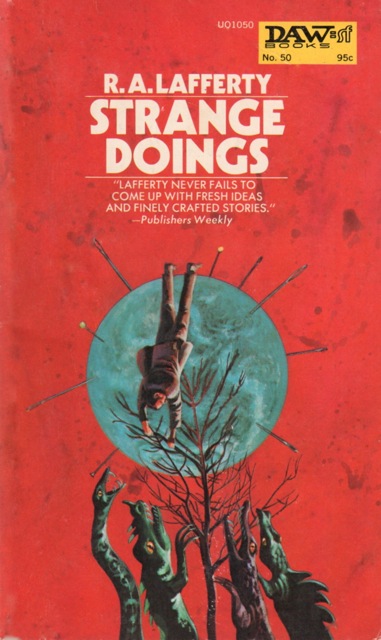 UQ1050
DAW=sf
BOOKS
No. 50 95c
R. A. LAFFERTY
STRANGE
DOINGS
"LAFFERTY NEVER FAILS TO
COME UP WITH FRESH IDEAS
AND FINELY CRAFTED STORIES."
—Publishers Weekly